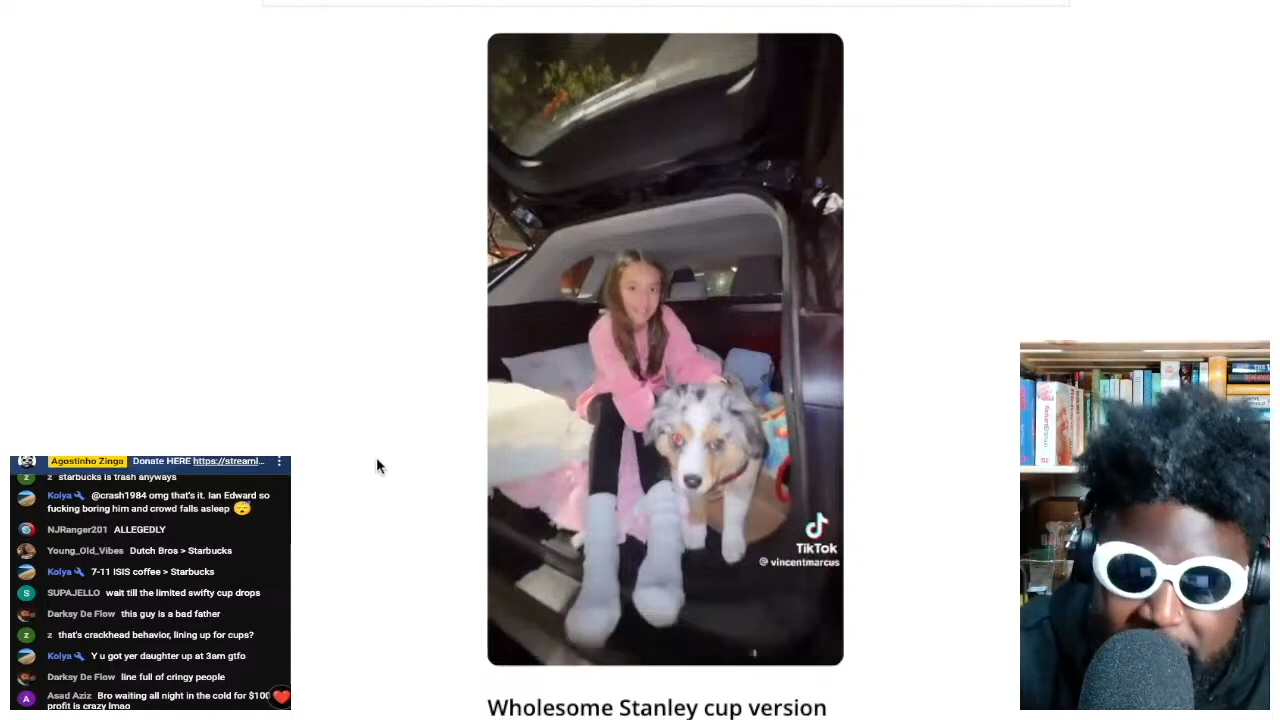 TikTok
@ vincentmarcus
Wholesome Stanley cup version
Agostinho Zinga Donate HERE https://streaml...
z starbucks is trash anyways
Kolya @crash1984 omg that's it. Ian Edward so
fucking boring him and crowd falls asleep
NJRanger201 ALLEGEDLY
Young_Old_Vibes Dutch Bros > Starbucks
Kolya 7-11 ISIS coffee > Starbucks
S SUPAJELLO wait till the limited swifty cup drops
Darksy De Flow this guy is a bad father
z z that's crackhead behavior, lining up for cups?
Kolya Y u got yer daughter up at 3am gtfo
Darksy De Flow line full of cringy people
A Asad Aziz Bro waiting all night in the cold for $100
profit is crazy lmao